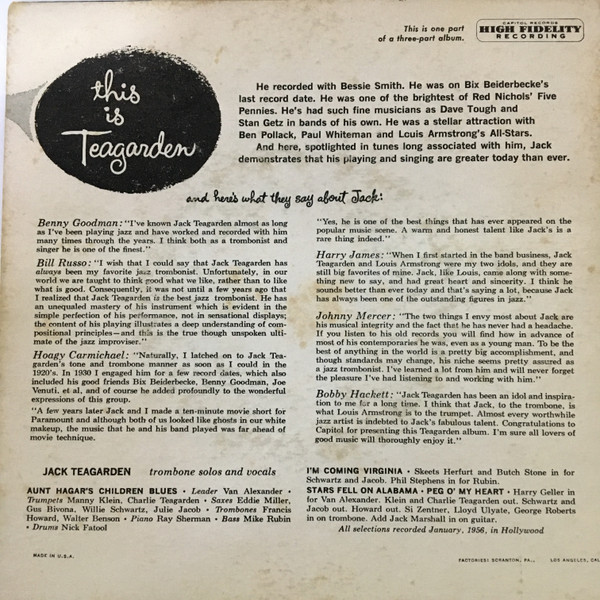 This is one part
of a three-part album.
CAPITOL RECORDS
HIGH FIDELITY
RECORDING
this
is
Teagarden
He recorded with Bessie Smith. He was on Bix Beiderbecke's
last record date. He was one of the brightest of Red Nichols' Five
Pennies. He's had such fine musicians as Dave Tough and
Stan Getz in bands of his own. He was a stellar attraction with
Ben Pollack, Paul Whiteman and Louis Armstrong's All-Stars.
And here, spotlighted in tunes long associated with him, Jack
demonstrates that his playing and singing are greater today than ever.
and here's what they say about Jack:
Benny Goodman: "I've known Jack Teagarden almost as long
as I've been playing jazz and have worked and recorded with him
many times through the years. I think both as a trombonist and
singer he is one of the finest."
Bill Russo: "I wish that I could say that Jack Teagarden has
always been my favorite jazz trombonist. Unfortunately, in our
world we are taught to think good what we like, rather than to like
what is good. Consequently, it was not until a few years ago that
I realized that Jack Teagarden is the best jazz trombonist. He has
an unequaled mastery of his instrument which is evident in the
simple perfection of his performance, not in sensational displays;
the content of his playing illustrates a deep understanding of com-
positional principles—and this is the true though unspoken ulti-
mate of the jazz improviser."
Hoagy Carmichael: "Naturally, I latched on to Jack Tea-
garden's tone and trombone manner as soon as I could in the
1920's. In 1930 I engaged him for a few record dates, which also
included his good friends Bix Beiderbecke, Benny Goodman, Joe
Venuti, et al, and of course he added profoundly to the wonderful
expressions of this group.
"A few years later Jack and I made a ten-minute movie short for
Paramount and although both of us looked like ghosts in our white
makeup, the music that he and his band played was far ahead of
movie technique.
"Yes, he is one of the best things that has ever appeared on the
popular music scene. A warm and honest talent like Jack's is a
rare thing indeed."
Harry James: "When I first started in the band business, Jack
Teagarden and Louis Armstrong were my two idols, and they are
still big favorites of mine. Jack, like Louis, came along with some-
thing new to say, and had great heart and sincerity. I think he
sounds better than ever today and that's saying a lot, because Jack
has always been one of the outstanding figures in jazz."
Johnny Mercer: "The two things I envy most about Jack are
his musical integrity and the fact that he has never had a headache.
If you listen to his old records you will find how in advance of
most of his contemporaries he was, even as a young man. To be the
best of anything in the world is a pretty big accomplishment, and
though standards may change, his niche seems pretty assured as
a jazz trombonist. I've learned a lot from him and will never forget
the pleasure I've had listening to and working with him."
Bobby Hackett: "Jack Teagarden has been an idol and inspira-
tion to me for a long time. I think that Jack, to the trombone, is
what Louis Armstrong is to the trumpet. Almost every worthwhile
jazz artist is indebted to Jack's fabulous talent. Congratulations to
Capitol for presenting this Teagarden album. I'm sure all lovers of
good music will thoroughly enjoy it."
JACK TEAGARDEN trombone solos and vocals
AUNT HAGAR'S CHILDREN BLUES • Leader Van Alexander •
Trumpets Manny Klein, Charlie Teagarden • Saxes Eddie Miller,
Gus Bivona, Willie Schwartz, Julie Jacob • Trombones Francis
Howard, Walter Benson • Piano Ray Sherman • Bass Mike Rubin
• Drums Nick Fatool
I'M COMING VIRGINIA • Skeets Herfurt and Butch Stone in for
Schwartz and Jacob. Phil Stephens in for Rubin.
STARS FELL ON ALABAMA • PEG O' MY HEART • Harry Geller in
for Van Alexander. Klein and Charlie Teagarden out. Schwartz and
Jacob out. Howard out. Si Zentner, Lloyd Ulyate, George Roberts
in on trombone. Add Jack Marshall in on guitar.
All selections recorded January, 1956, in Hollywood
MADE IN U.S.A.
FACTORIES: SCRANTON, PA., LOS ANGELES, CAL